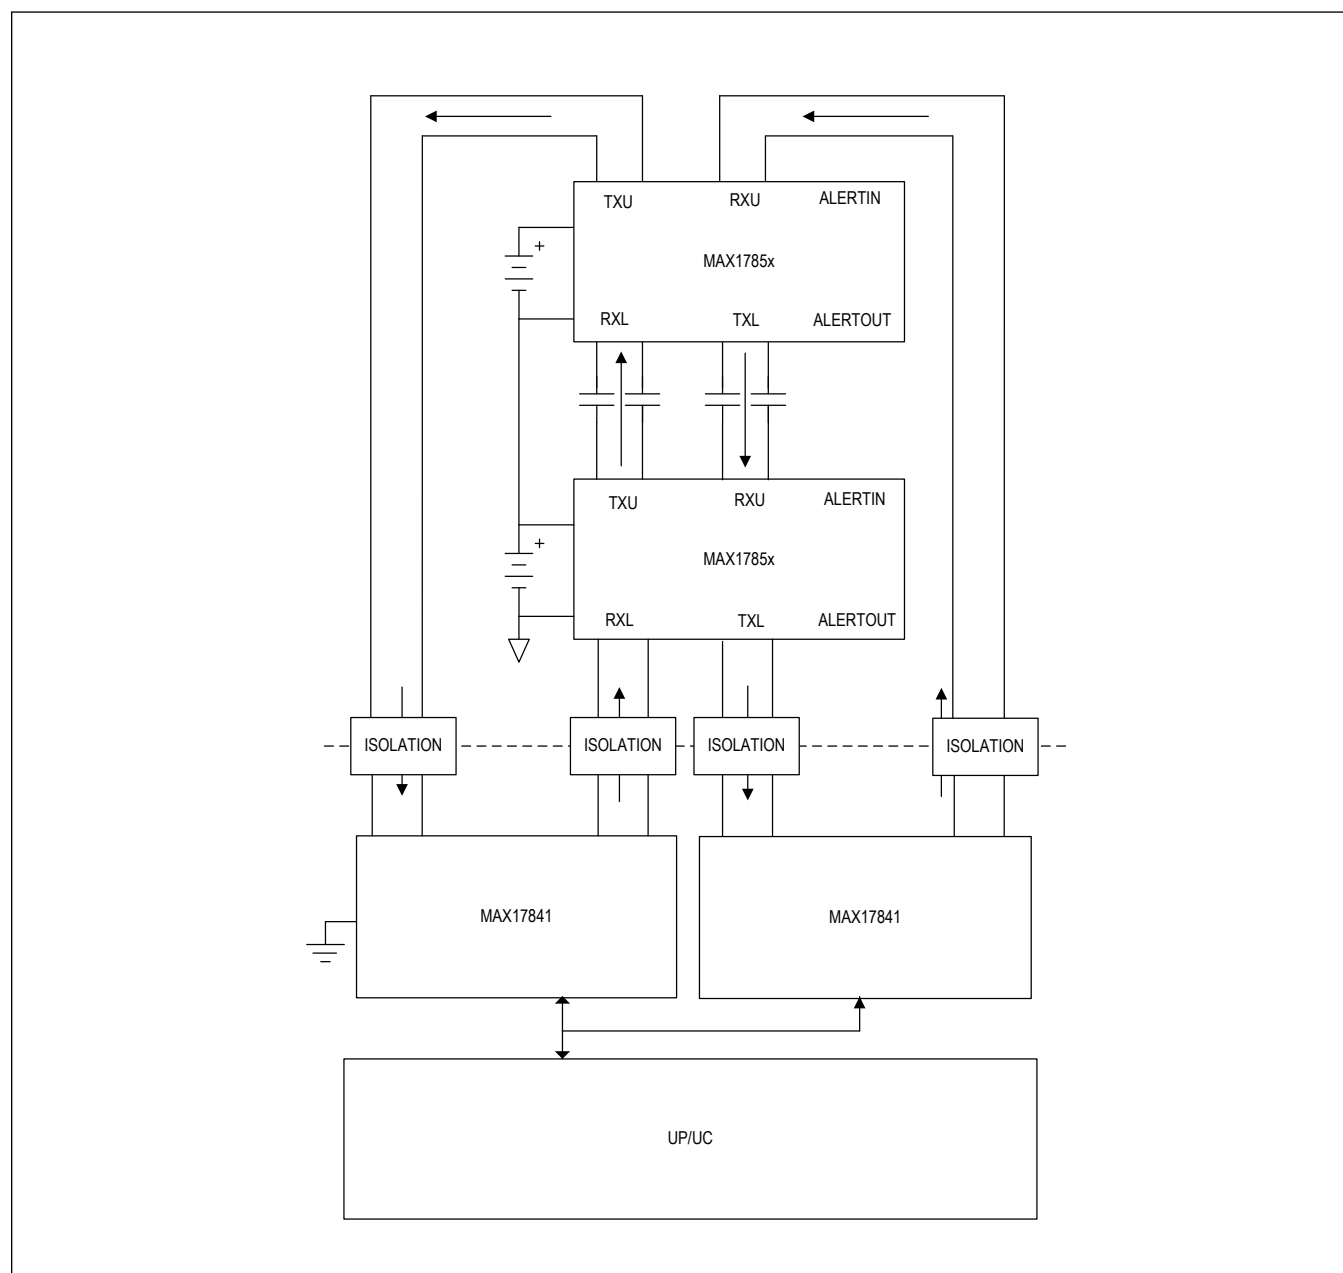 TXU RXU ALERTIN
MAX1785x
+
RXL TXL ALERTOUT
TXU RXU ALERTIN
+
MAX1785x
RXL TXL ALERTOUT
ISOLATION ISOLATION ISOLATION ISOLATION
MAX17841 MAX17841
UP/UC